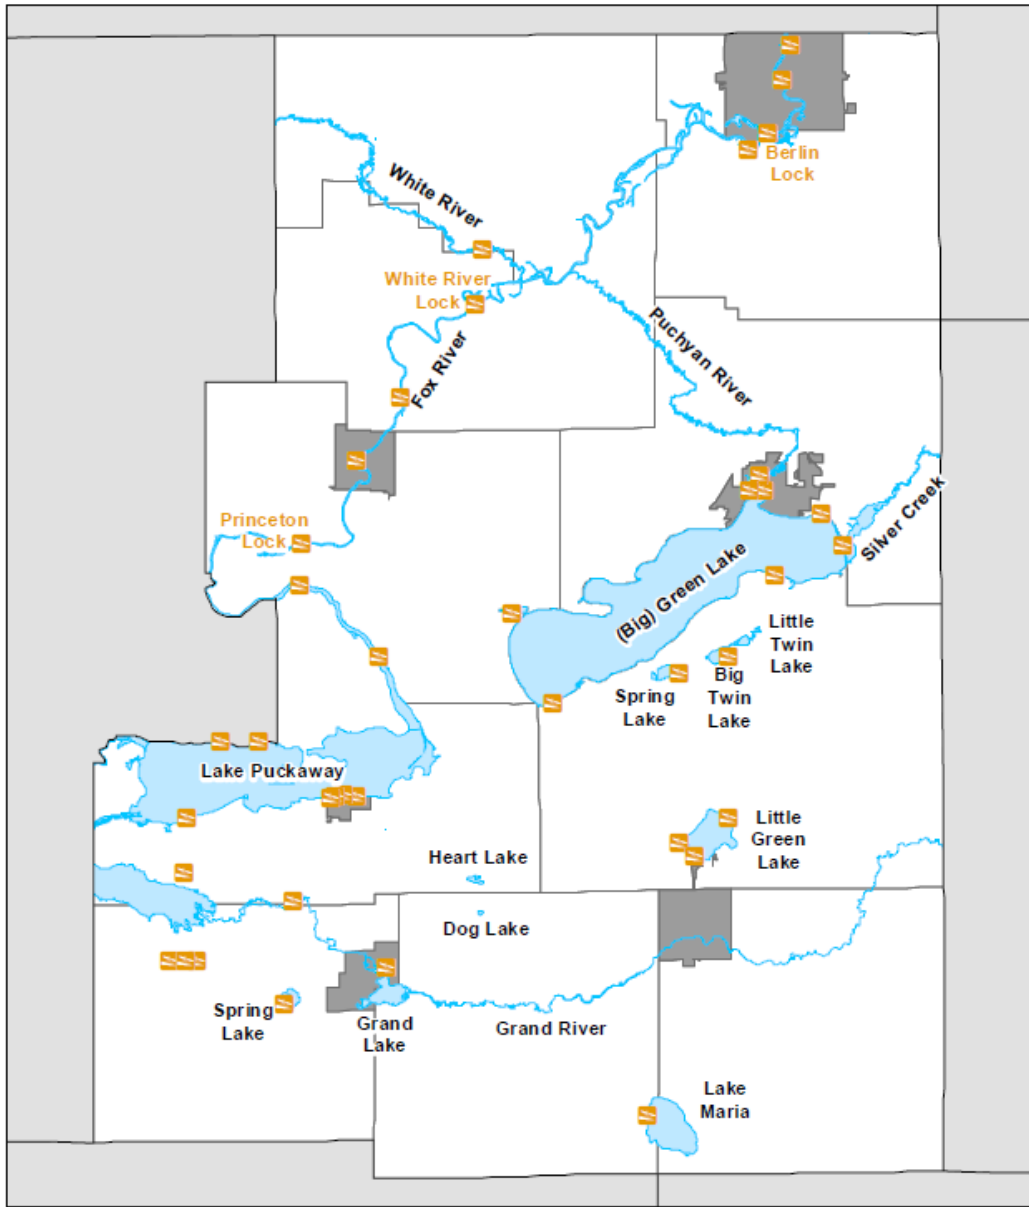 Berlin
Lock
White River
White River
Lock
Puchyan River
Fox River
Silver Creek
Princeton
Lock
(Big) Green Lake
Little
Twin
Lake
Big
Twin
Lake
Spring
Lake
Lake Puckaway
Little
Green
Lake
Heart Lake
Dog Lake
Spring
Lake
Grand
Lake
Grand River
Lake
Maria